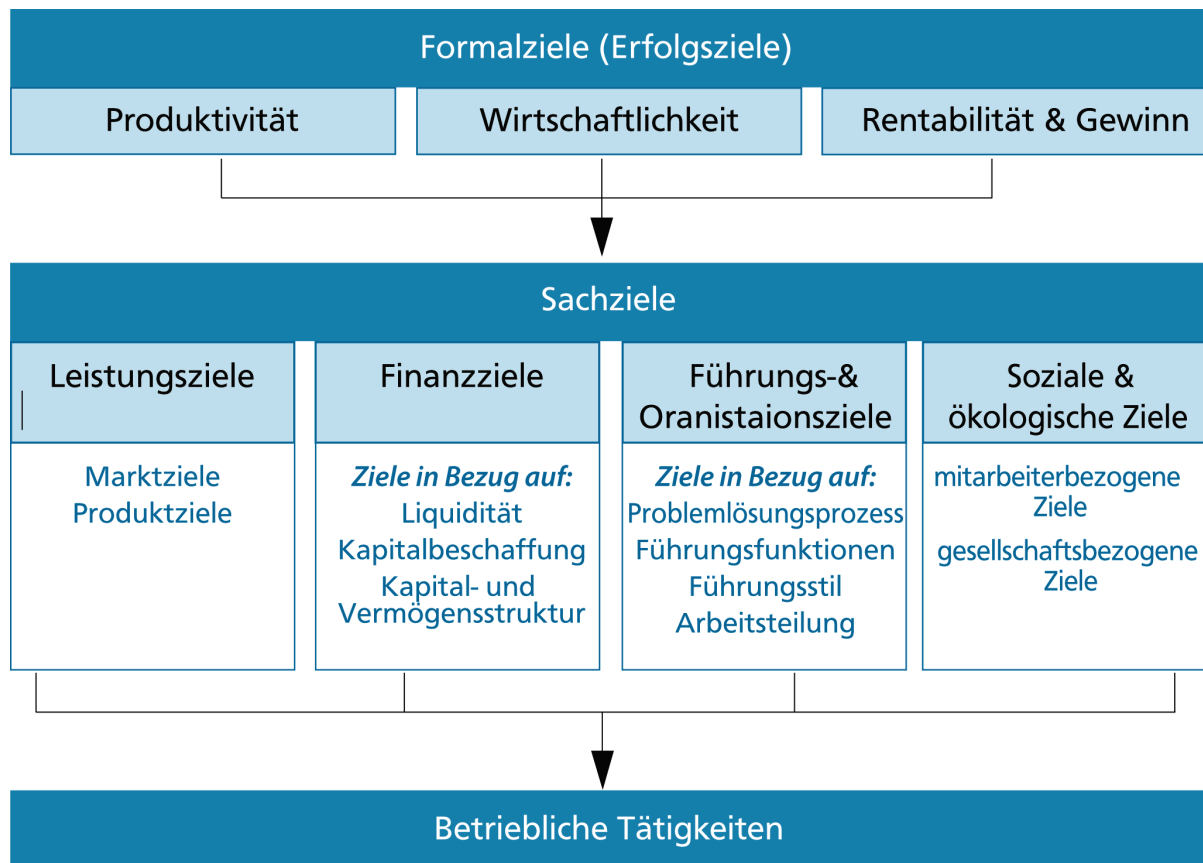 Formalziele (Erfolgsziele)
Produktivität
Wirtschaftlichkeit
Rentabilität & Gewinn
Sachziele
Leistungsziele
Marktziele
Produktziele
Finanzziele
Ziele in Bezug auf:
Liquidität
Kapitalbeschaffung
Kapital- und
Vermögensstruktur
Führungs-&
Oranistaionsziele
Ziele in Bezug auf:
Problemlösungsprozess
Führungsfunktionen
Führungsstil
Arbeitsteilung
Soziale &
ökologische Ziele
mitarbeiterbezogene
Ziele
gesellschaftsbezogene
Ziele
Betriebliche Tätigkeiten